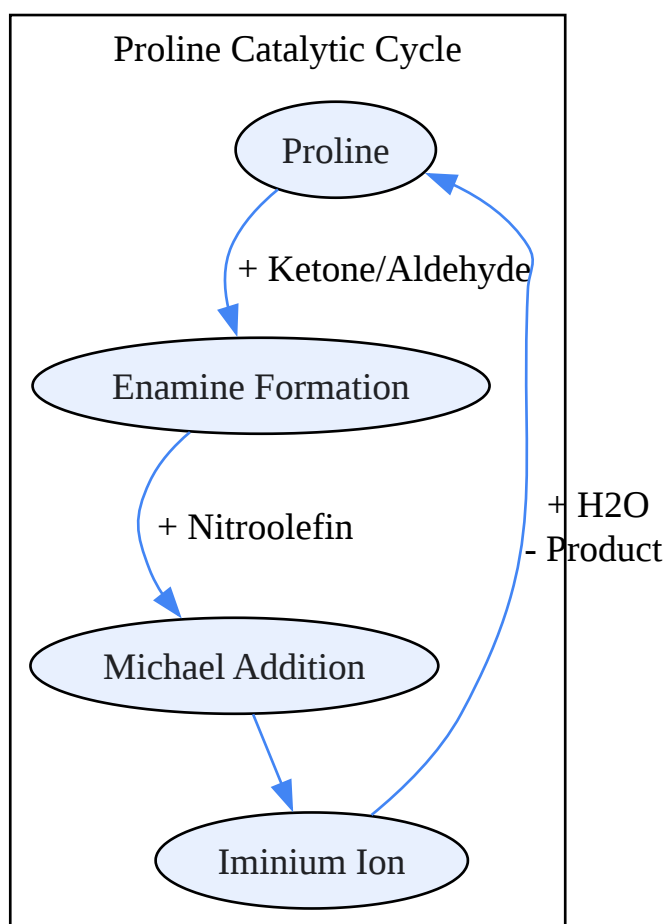 Proline Catalytic Cycle
Proline
+ Ketone/Aldehyde
Enamine Formation
+ Nitroolefin
+ H2O
- Product
Michael Addition
Iminium Ion